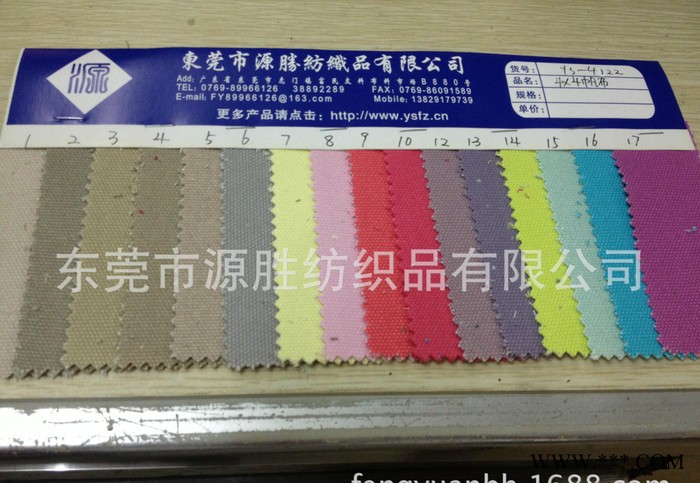 源
東莞市源勝紡織品有限公司
Add: 广东省东莞市虎门镇富民皮料布料市场B880号
TEL: 0769-89966126 38892289 FAX: 0769-86091589
E-mail: FY89966126@163.com Mobile: 13829179739
更多产品请点击: http://www.ysfz.cn
货号: YS-4122
品名: 4x4帆布
规格:
单价:
1 2 3 4 5 6 7 8 9 10 12 13 14 15 16 17
东莞市源胜纺织品有限公司
WWW.***.COM
fengyuanhh.1688.com